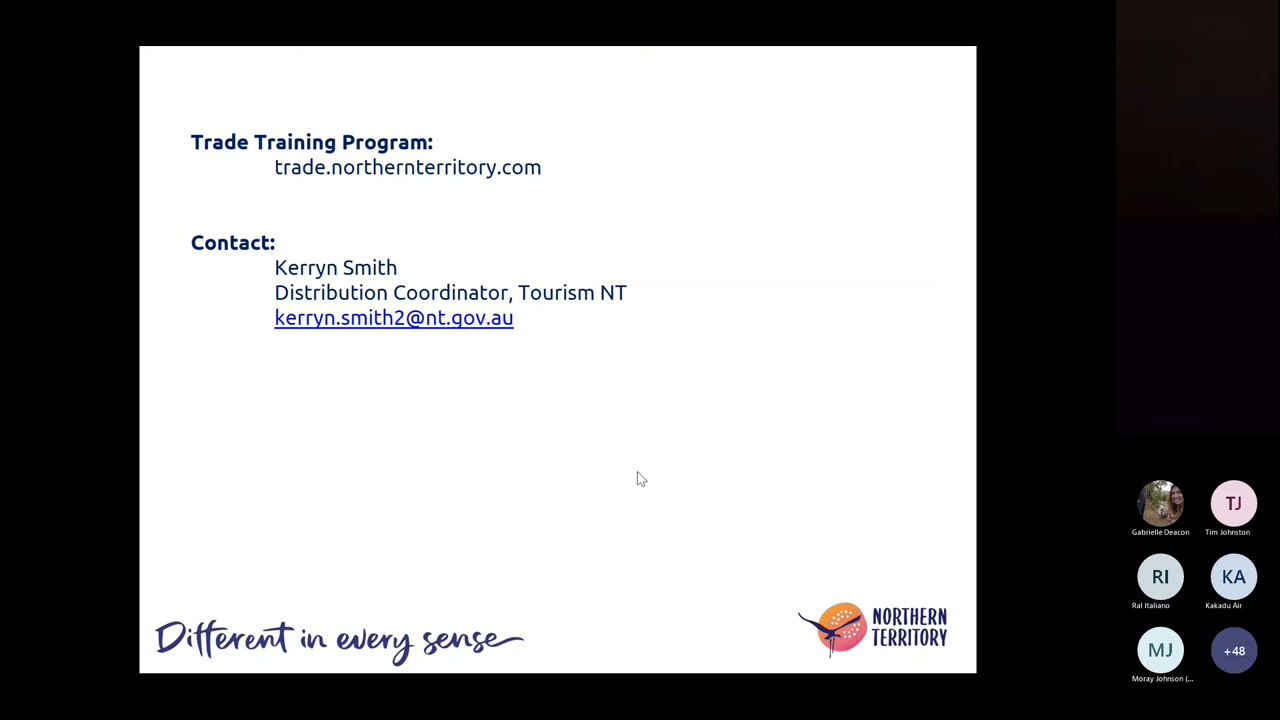 Trade Training Program:
trade.northernterritory.com
Contact:
Kerryn Smith
Distribution Coordinator, Tourism NT
kerryn.smith2@nt.gov.au
Different in every sense
NORTHERN
TERRITORY
TJ
Gabrielle Deacon
Tim Johnston
RI
KA
Ral Italiano
Kakadu Air
MJ
+48
Moray Johnson (...